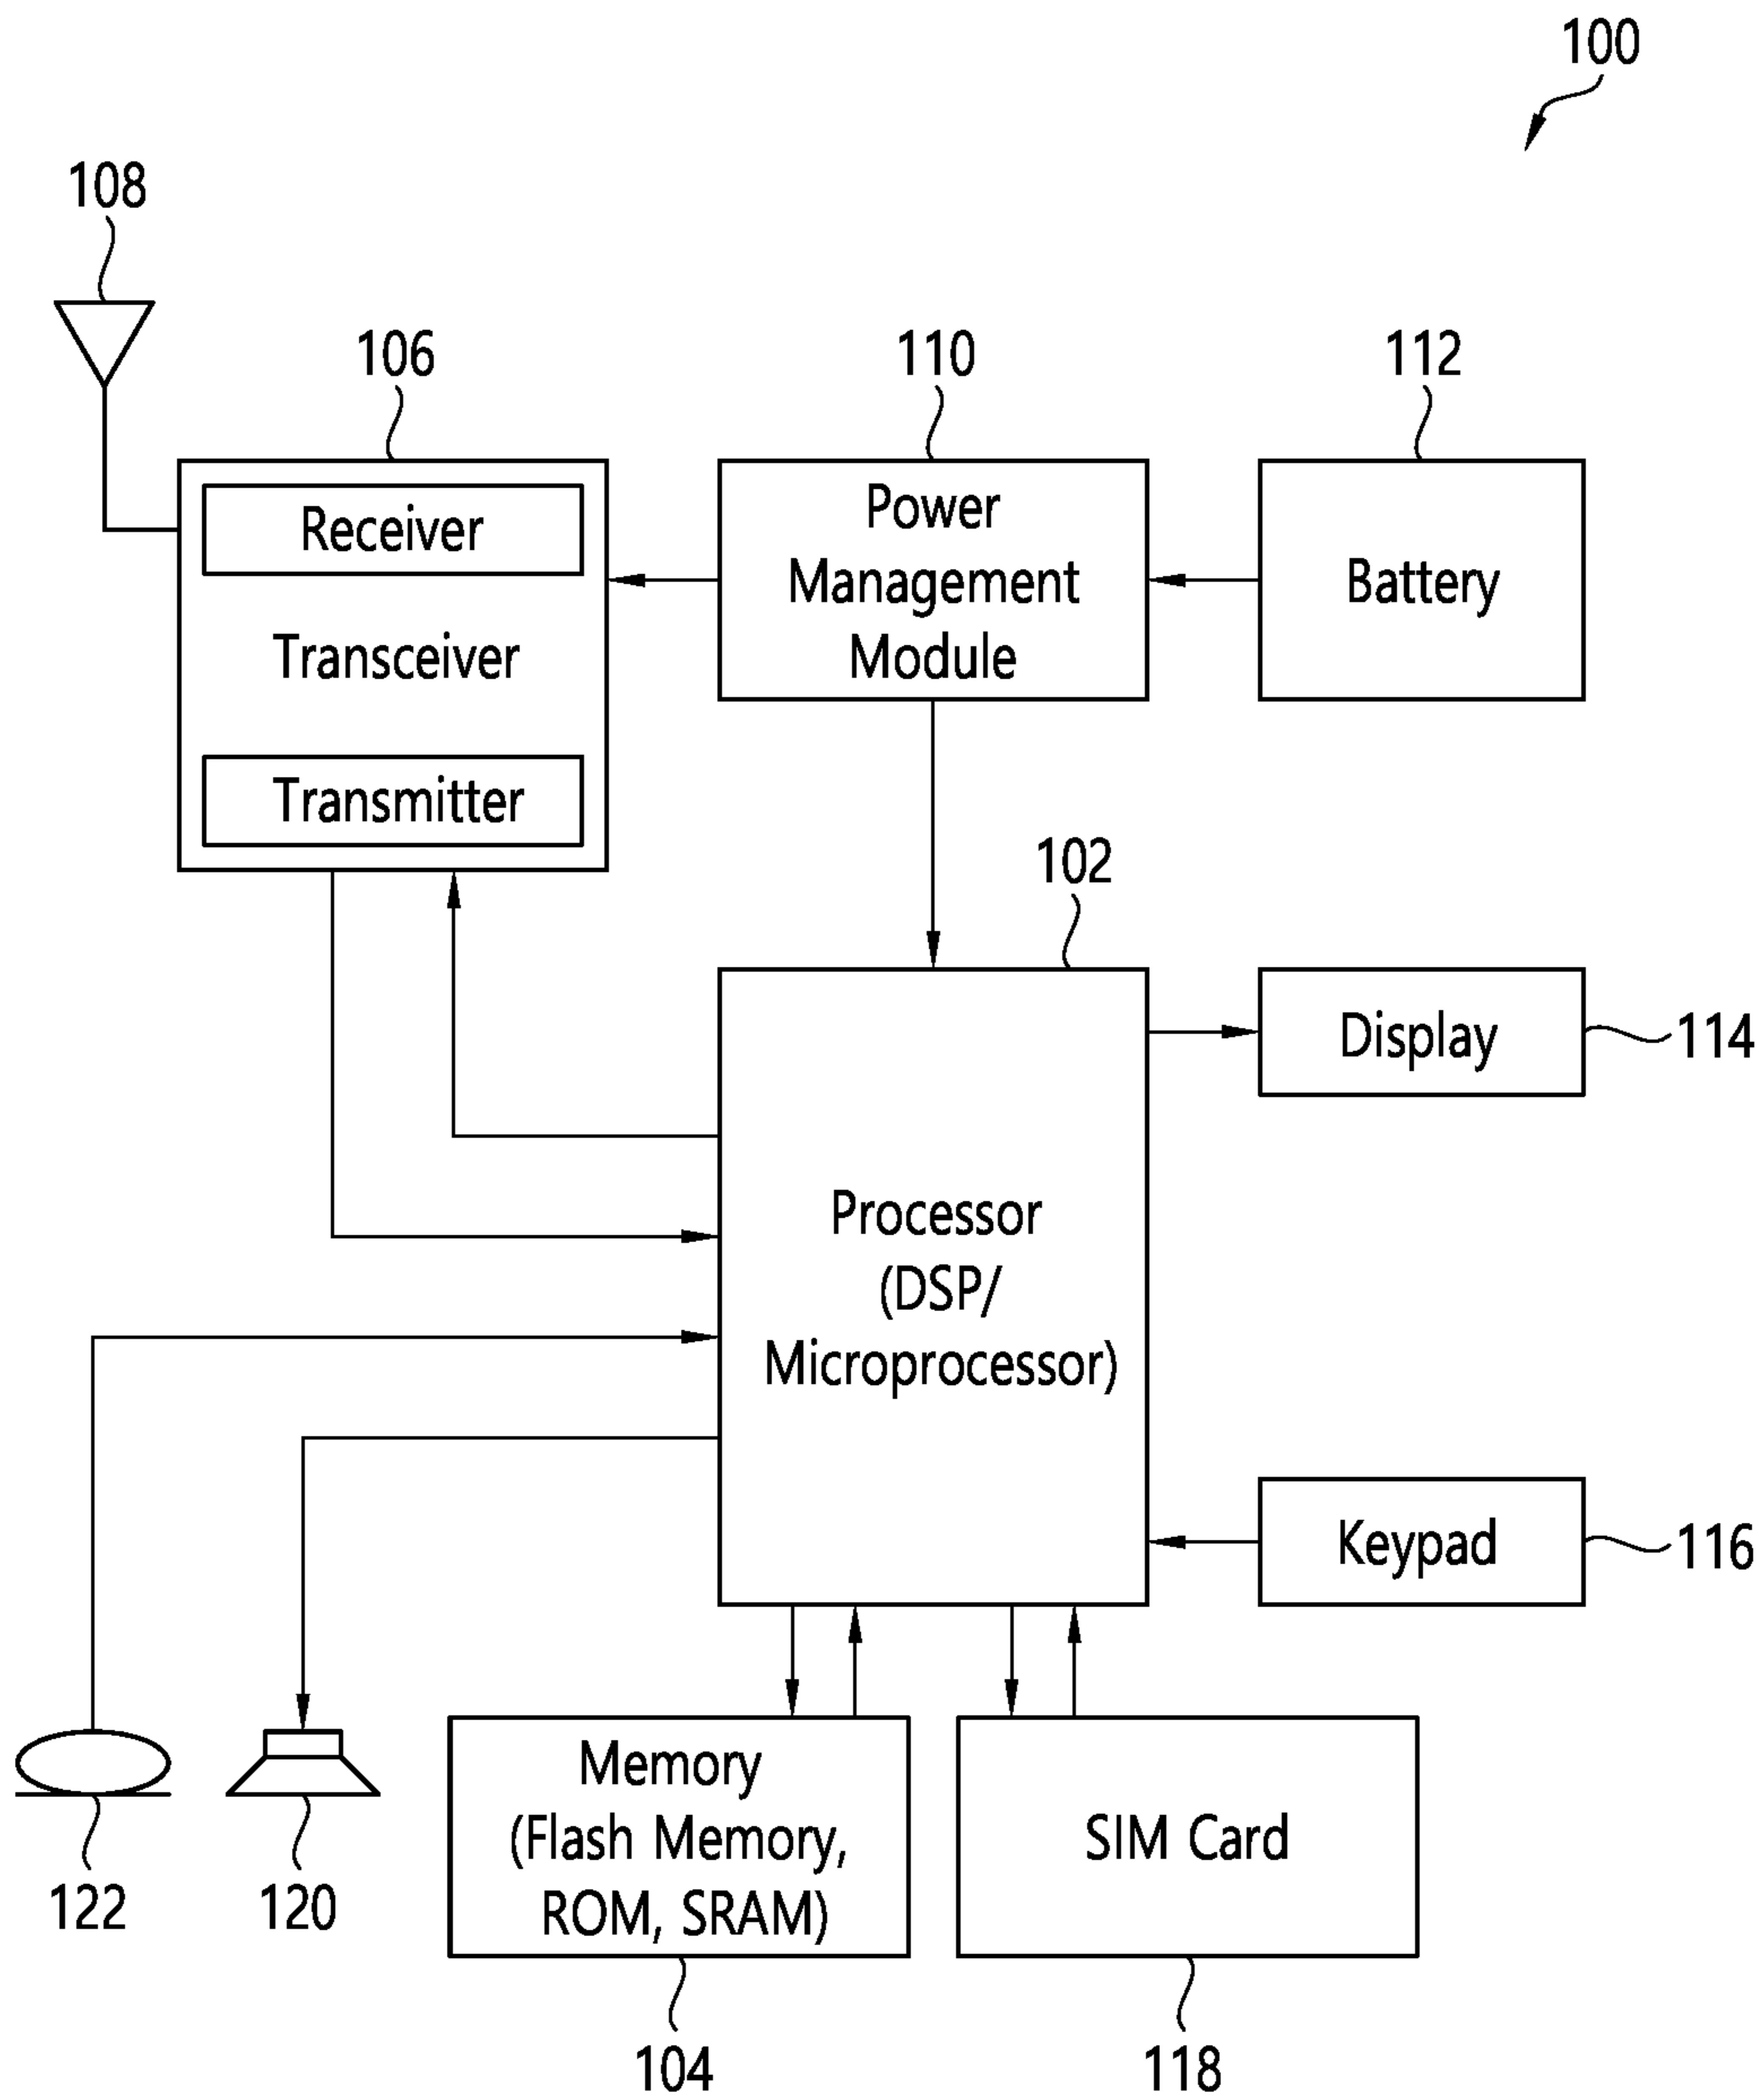 100
108
106
110
112
Receiver
Transceiver
Transmitter
Power
Management
Module
Battery
102
Display
114
Processor
(DSP/
Microprocessor)
Keypad
116
Memory
(Flash Memory,
ROM, SRAM)
SIM Card
122
120
104
118